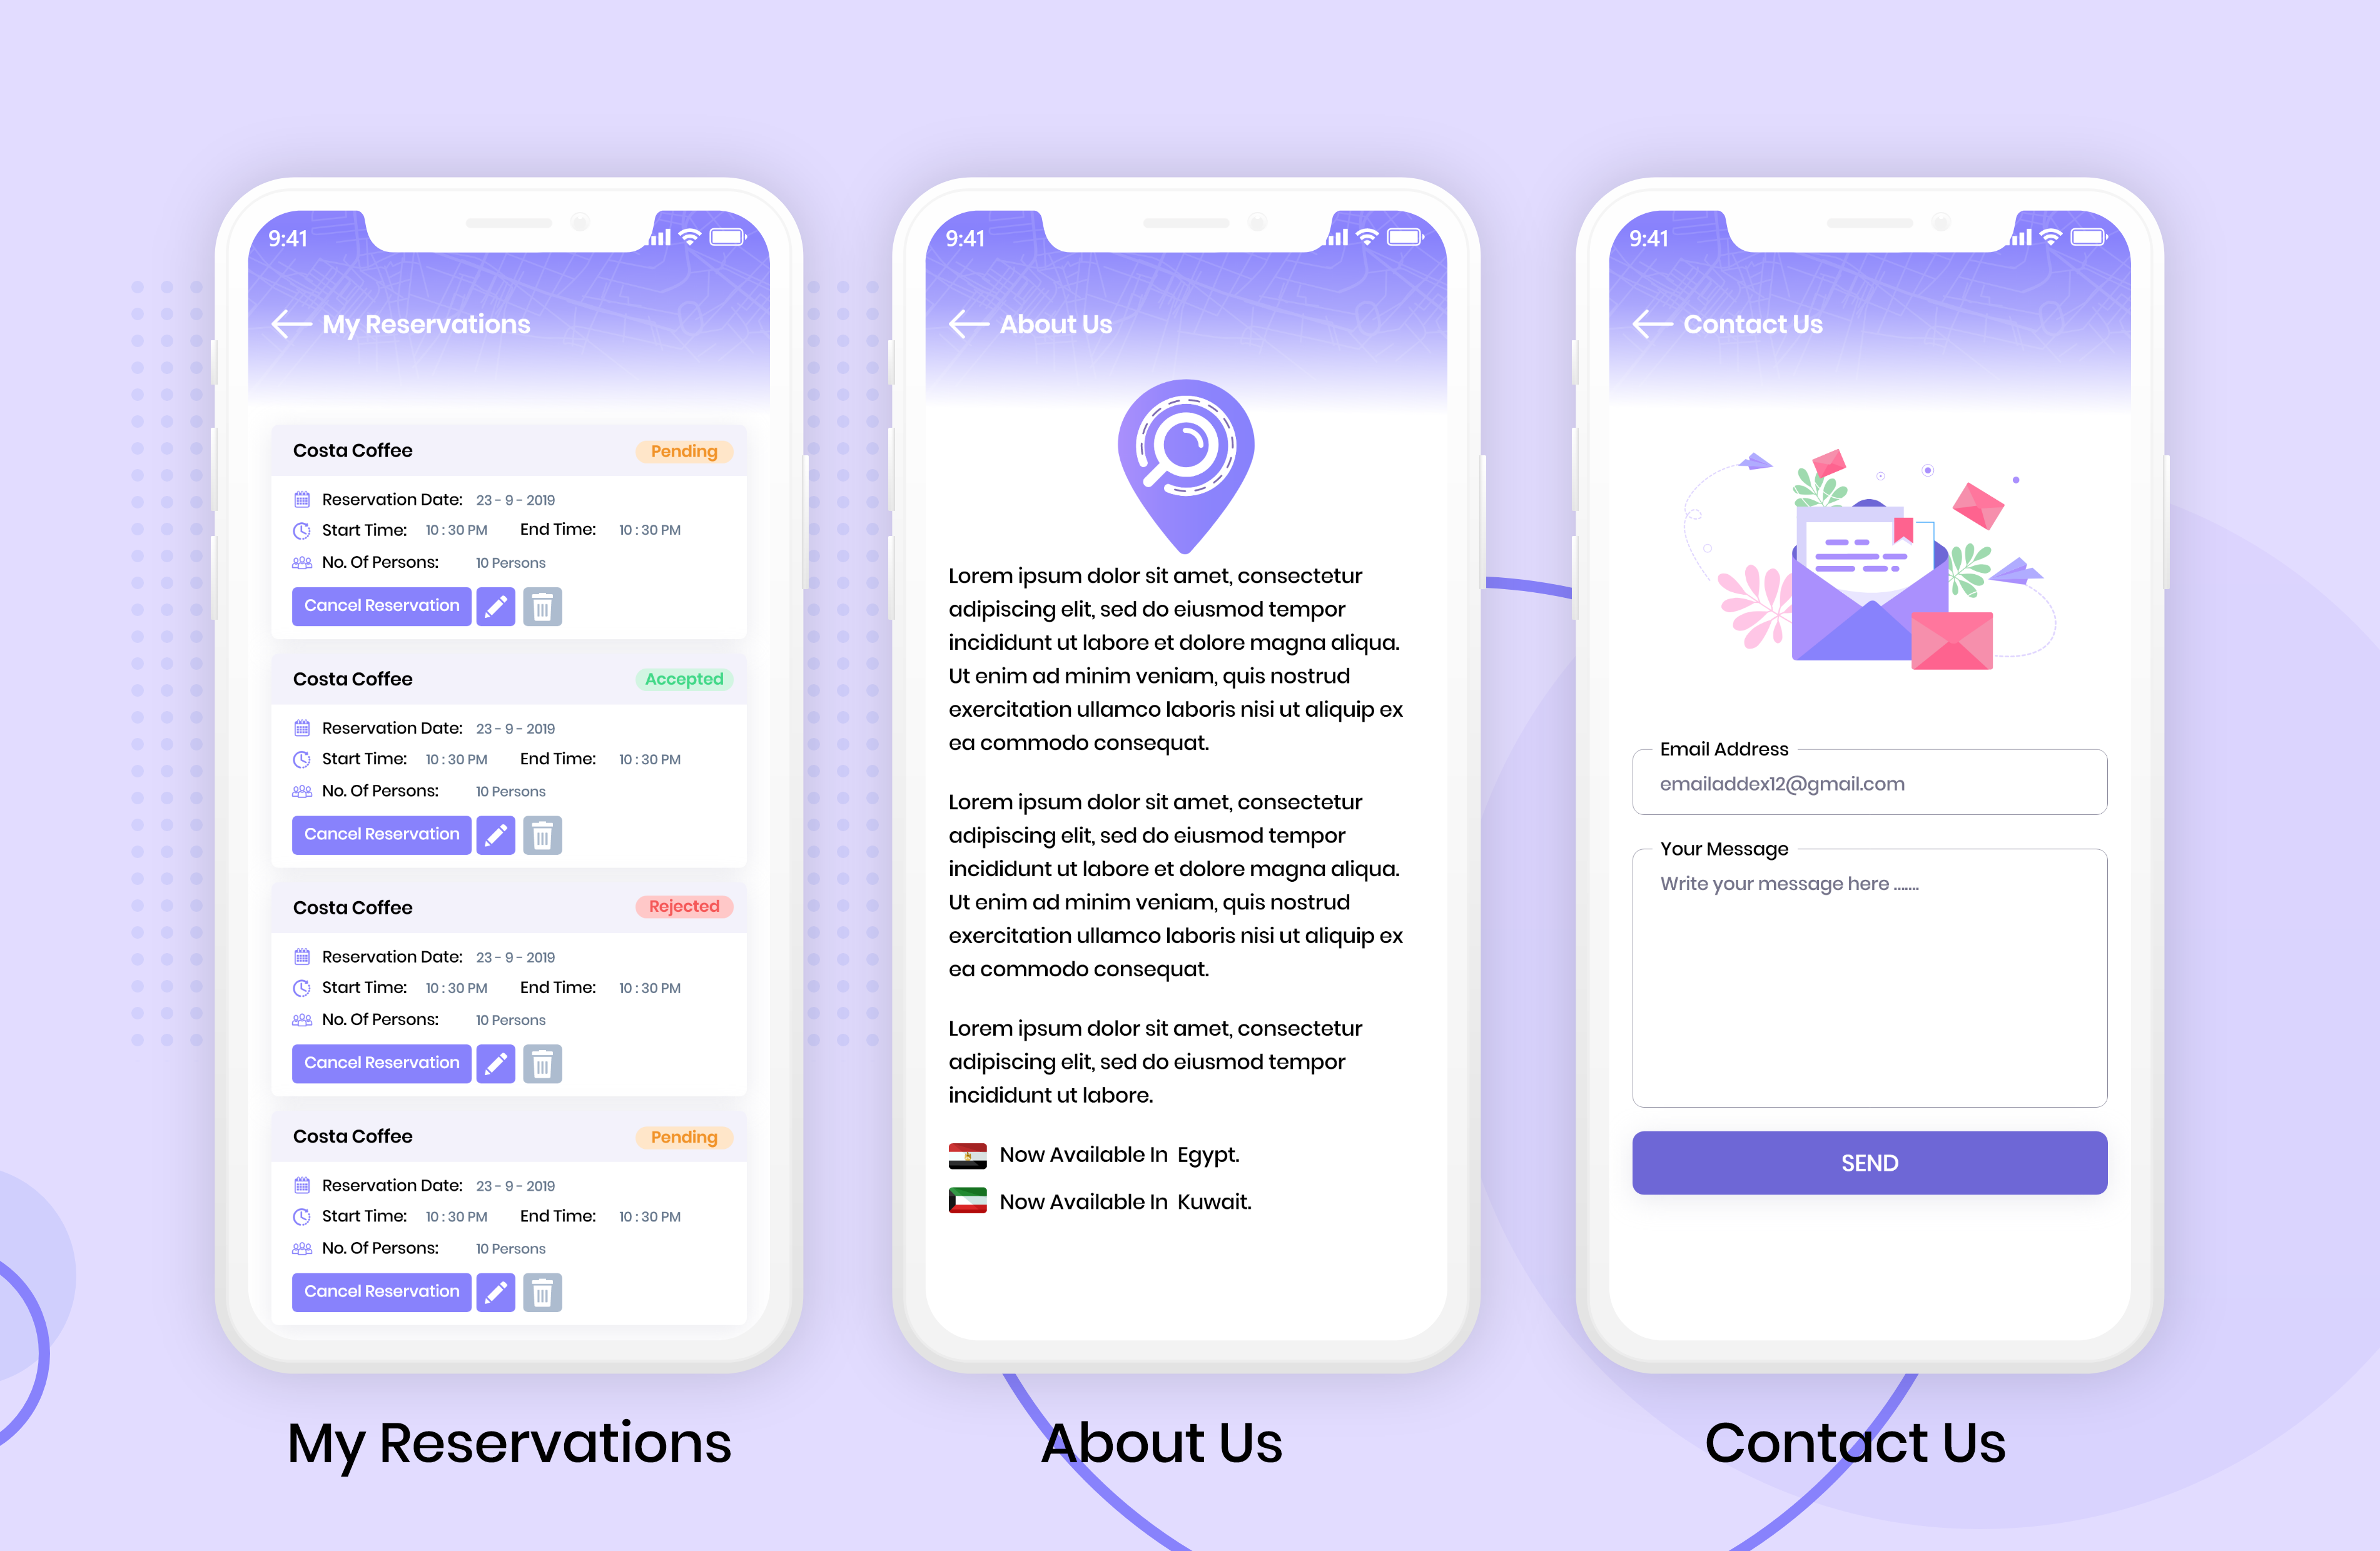 9:41
My Reservations
Costa Coffee
Pending
Reservation Date: 23 - 9 - 2019
Start Time: 10 : 30 PM End Time: 10 : 30 PM
No. Of Persons: 10 Persons
Cancel Reservation
Costa Coffee
Accepted
Reservation Date: 23 - 9 - 2019
Start Time: 10 : 30 PM End Time: 10 : 30 PM
No. Of Persons: 10 Persons
Cancel Reservation
Costa Coffee
Rejected
Reservation Date: 23 - 9 - 2019
Start Time: 10 : 30 PM End Time: 10 : 30 PM
No. Of Persons: 10 Persons
Cancel Reservation
Costa Coffee
Pending
Reservation Date: 23 - 9 - 2019
Start Time: 10 : 30 PM End Time: 10 : 30 PM
No. Of Persons: 10 Persons
Cancel Reservation
My Reservations
9:41
About Us
Lorem ipsum dolor sit amet, consectetur
adipiscing elit, sed do eiusmod tempor
incididunt ut labore et dolore magna aliqua.
Ut enim ad minim veniam, quis nostrud
exercitation ullamco laboris nisi ut aliquip ex
ea commodo consequat.
Lorem ipsum dolor sit amet, consectetur
adipiscing elit, sed do eiusmod tempor
incididunt ut labore et dolore magna aliqua.
Ut enim ad minim veniam, quis nostrud
exercitation ullamco laboris nisi ut aliquip ex
ea commodo consequat.
Lorem ipsum dolor sit amet, consectetur
adipiscing elit, sed do eiusmod tempor
incididunt ut labore.
Now Available In Egypt.
Now Available In Kuwait.
About Us
9:41
Contact Us
Email Address
emailaddex12@gmail.com
Your Message
Write your message here .......
SEND
Contact Us